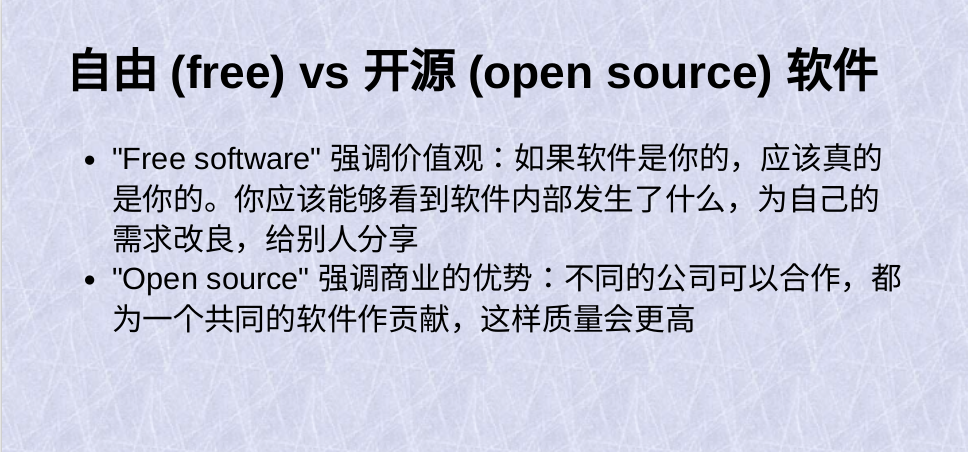 自由 (free) vs 开源 (open source) 软件
• "Free software" 强调价值观：如果软件是你的，应该真的
是你的。你应该能够看到软件内部发生了什么，为自己的
需求改良，给别人分享
• "Open source" 强调商业的优势：不同的公司可以合作，都
为一个共同的软件作贡献，这样质量会更高